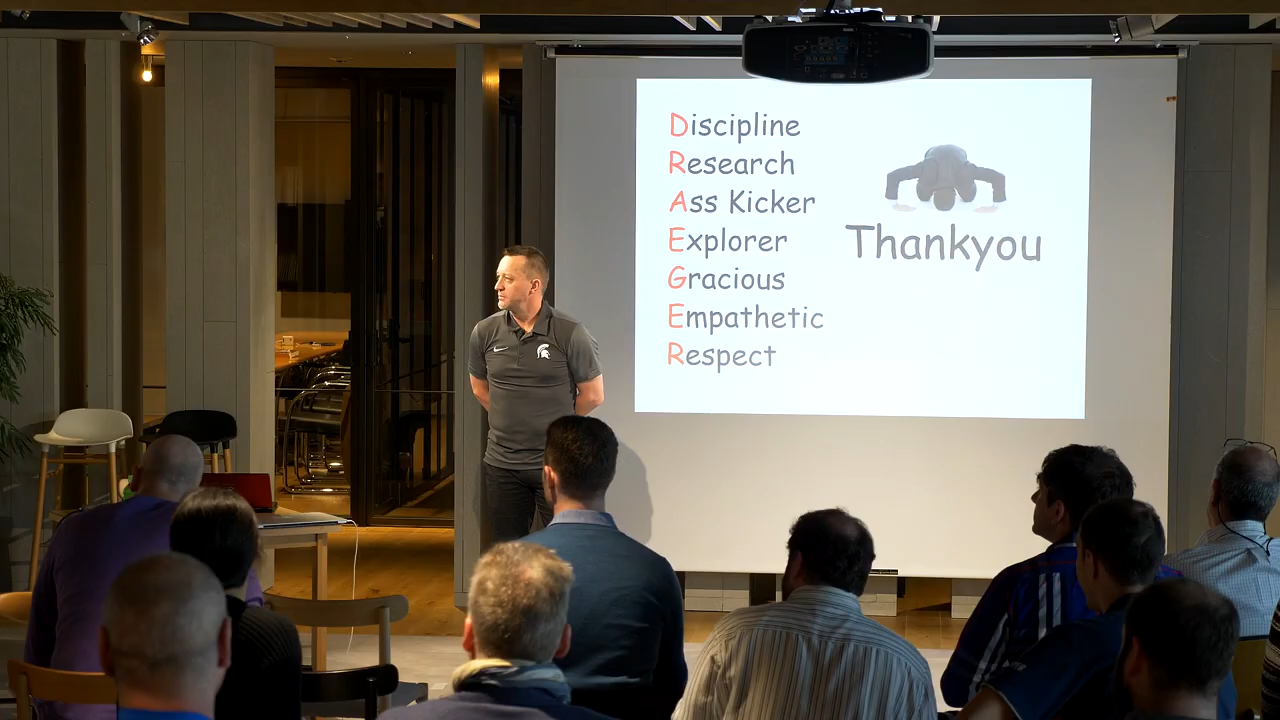 Discipline
Research
Ass Kicker
Explorer
Gracious
Empathetic
Respect
Thankyou